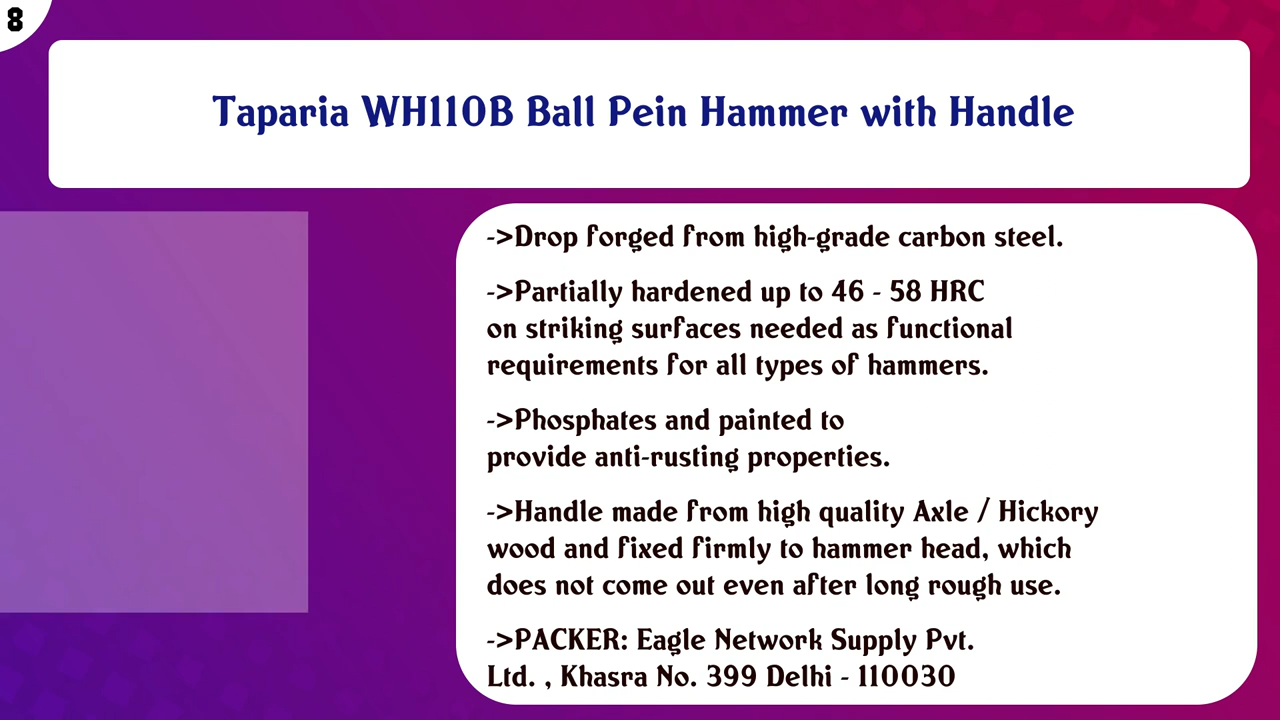 8
Taparia WH110B Ball Pein Hammer with Handle
->Drop forged from high-grade carbon steel.
->Partially hardened up to 46 - 58 HRC
on striking surfaces needed as functional
requirements for all types of hammers.
->Phosphates and painted to
provide anti-rusting properties.
->Handle made from high quality Axle / Hickory
wood and fixed firmly to hammer head, which
does not come out even after long rough use.
->PACKER: Eagle Network Supply Pvt.
Ltd. , Khasra No. 399 Delhi - 110030